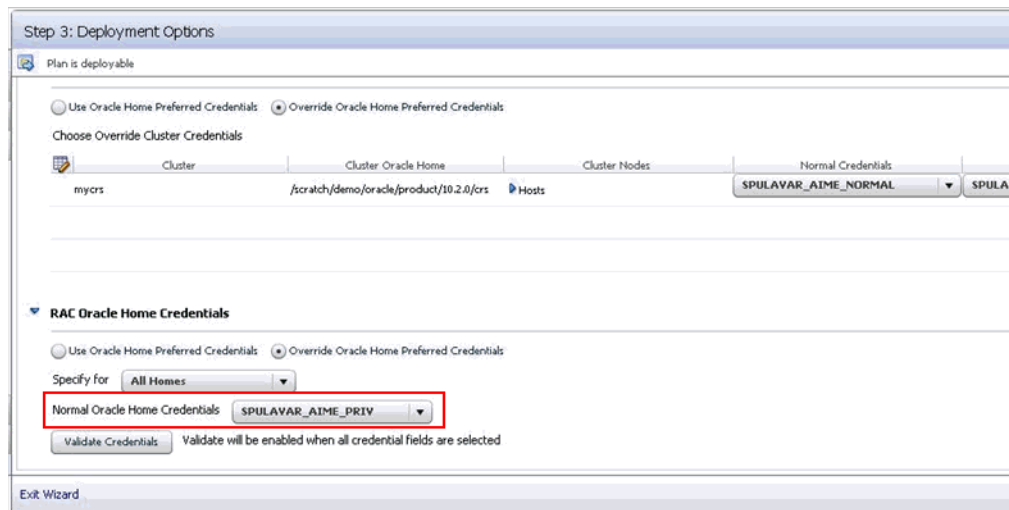 Step 3: Deployment Options
Plan is deployable
Use Oracle Home Preferred Credentials Override Oracle Home Preferred Credentials
Choose Override Cluster Credentials
Cluster Cluster Oracle Home Cluster Nodes Normal Credentials
mycrs /scratch/demo/oracle/product/10.2.0/crs Hosts SPULAVAR_AIME_NORMAL SPULA
RAC Oracle Home Credentials
Use Oracle Home Preferred Credentials Override Oracle Home Preferred Credentials
Specify for All Homes
Normal Oracle Home Credentials SPULAVAR_AIME_PRIV
Validate Credentials Validate will be enabled when all credential fields are selected
Exit Wizard